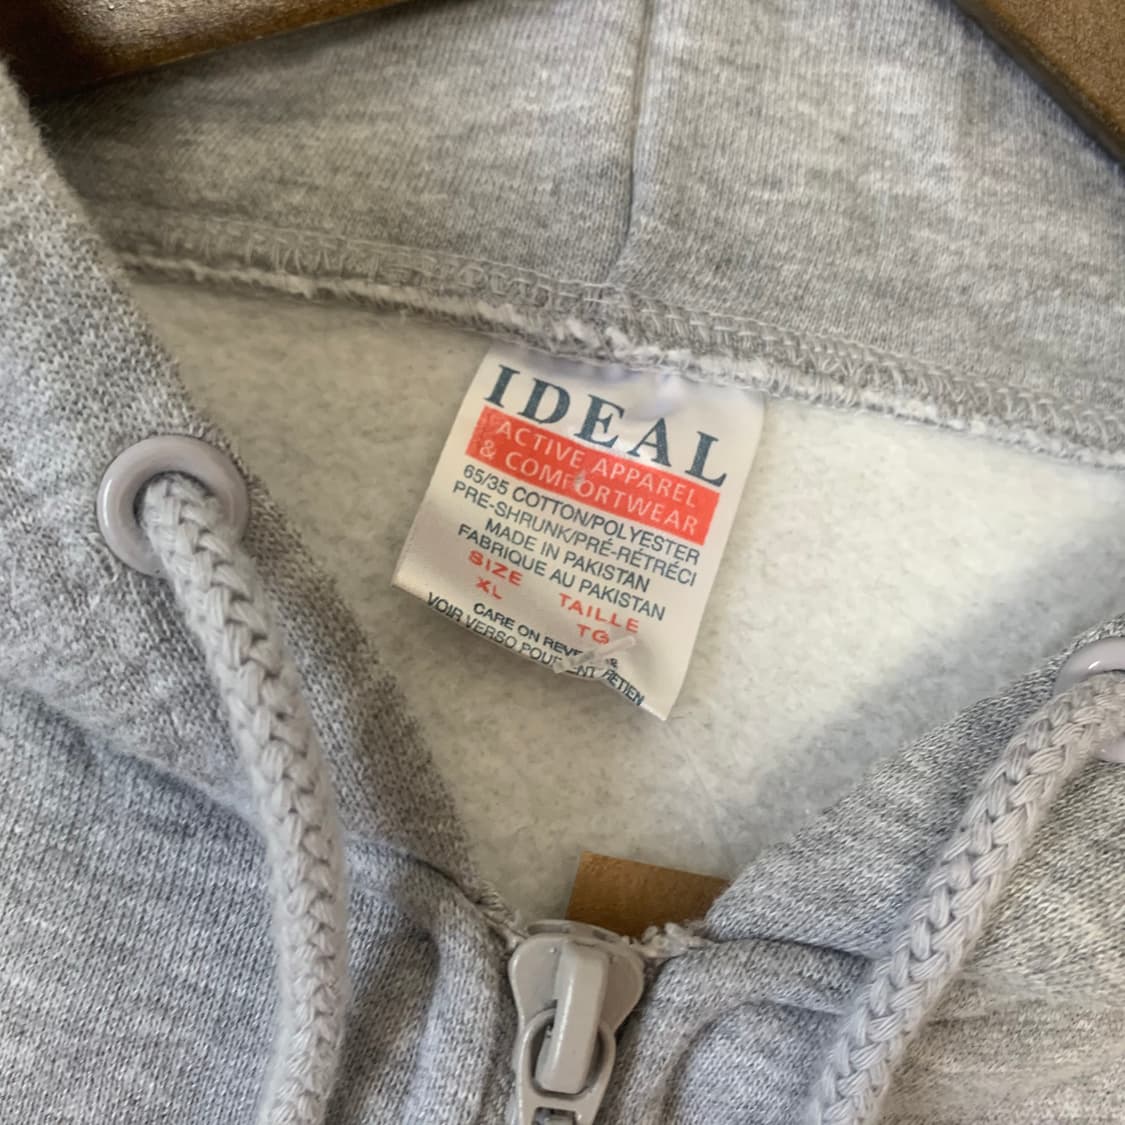 IDEAL
ACTIVE APPAREL
& COMFORTWEAR
65/35 COTTON/POLYESTER
PRE-SHRUNK/PRÉ-RÉTRÉCI
MADE IN PAKISTAN
FABRIQUE AU PAKISTAN
SIZE TAILLE
XL TG
CARE ON
VOIR VERSO POUR